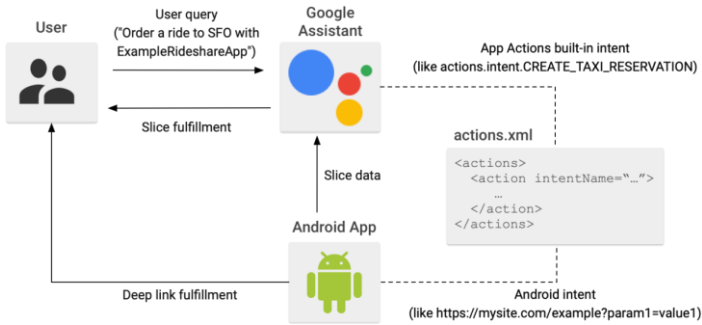 User
User query
("Order a ride to SFO with
ExampleRideshareApp")
Google
Assistant
App Actions built-in intent
(like actions.intent.CREATE_TAXI_RESERVATION)
Slice fulfillment
actions.xml
<actions>
<action intentName=“…”>
…
</action>
</actions>
Slice data
Android App
Deep link fulfillment
Android intent
(like https://mysite.com/example?param1=value1)